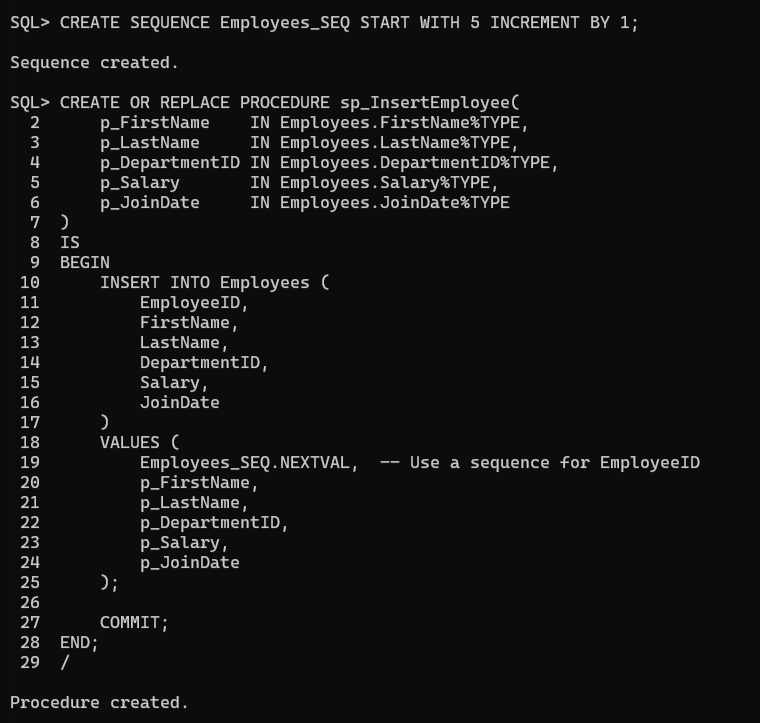 SQL> CREATE SEQUENCE Employees_SEQ START WITH 5 INCREMENT BY 1;

Sequence created.

SQL> CREATE OR REPLACE PROCEDURE sp_InsertEmployee(
  2      p_FirstName    IN Employees.FirstName%TYPE,
  3      p_LastName     IN Employees.LastName%TYPE,
  4      p_DepartmentID IN Employees.DepartmentID%TYPE,
  5      p_Salary       IN Employees.Salary%TYPE,
  6      p_JoinDate     IN Employees.JoinDate%TYPE
  7  )
  8  IS
  9  BEGIN
 10      INSERT INTO Employees (
 11          EmployeeID,
 12          FirstName,
 13          LastName,
 14          DepartmentID,
 15          Salary,
 16          JoinDate
 17      )
 18      VALUES (
 19          Employees_SEQ.NEXTVAL,  -- Use a sequence for EmployeeID
 20          p_FirstName,
 21          p_LastName,
 22          p_DepartmentID,
 23          p_Salary,
 24          p_JoinDate
 25      );
 26
 27      COMMIT;
 28  END;
 29  /

Procedure created.